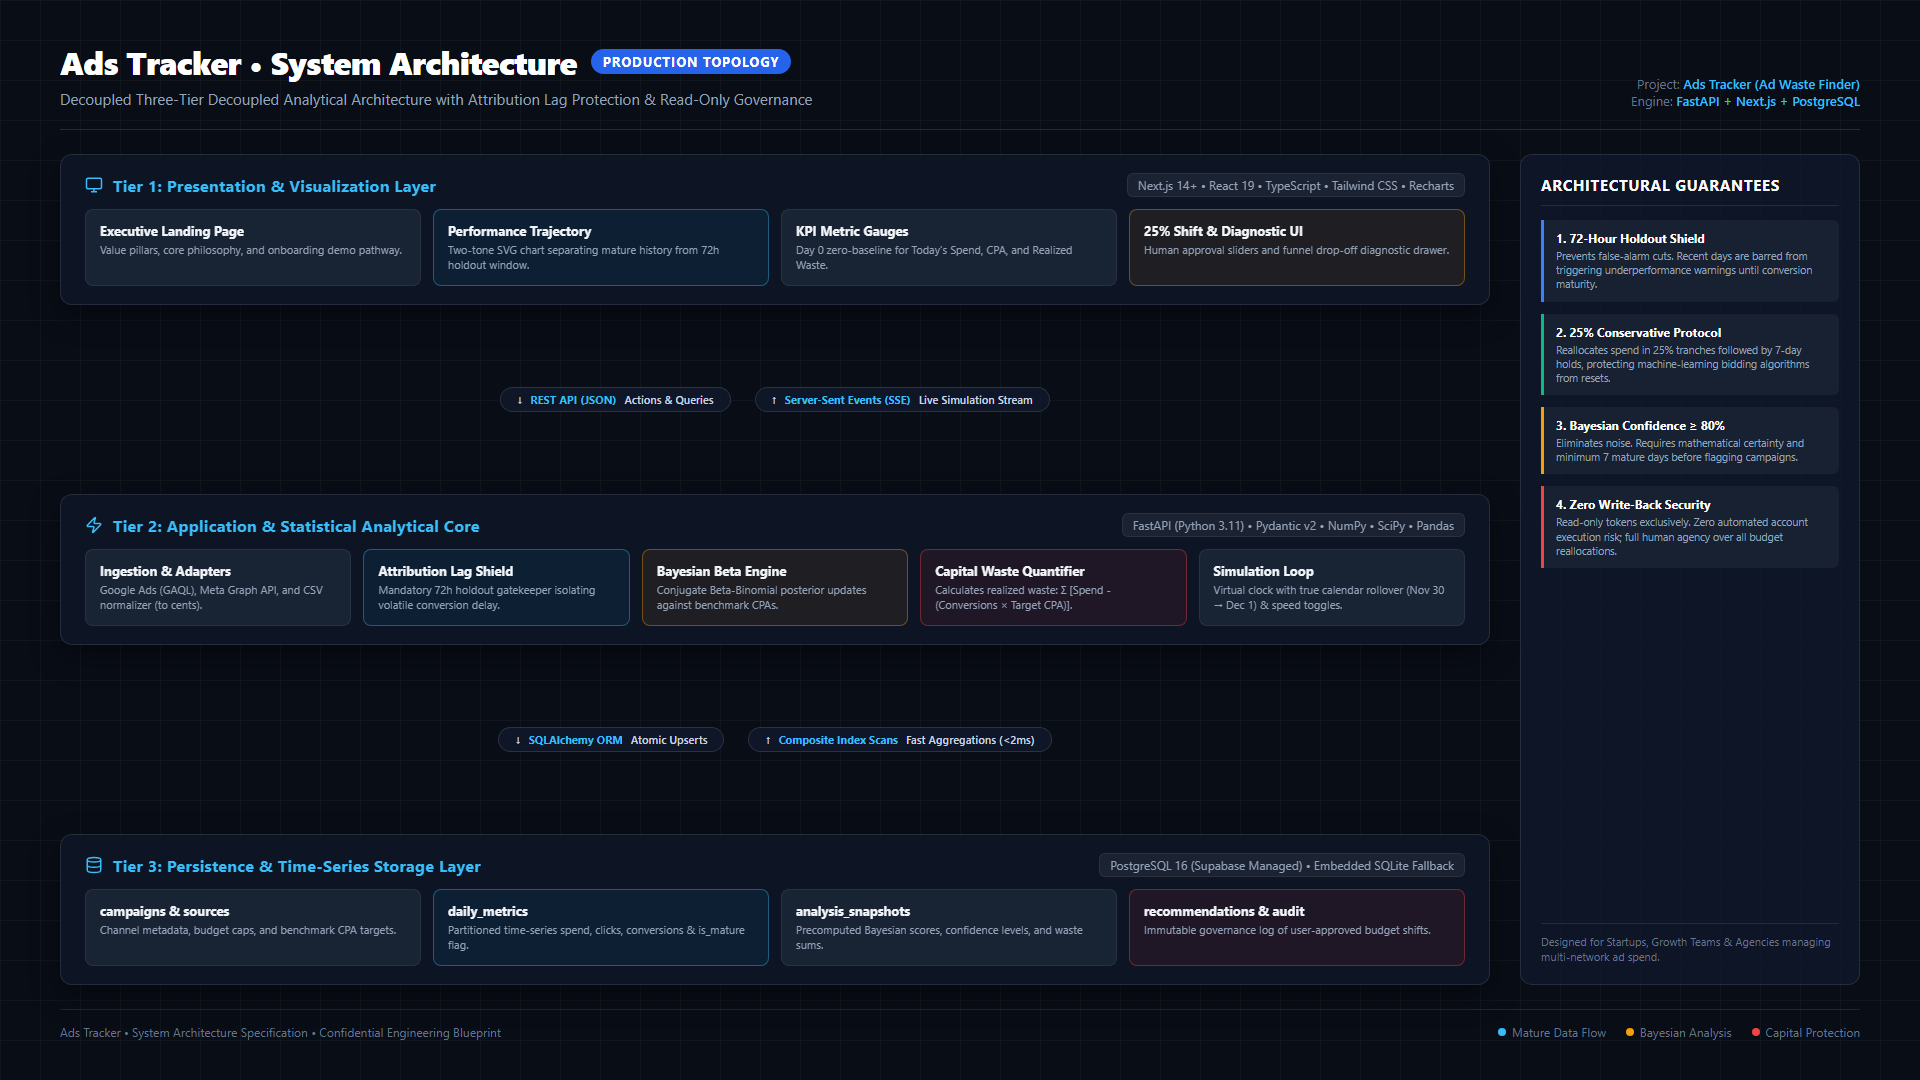 Ads Tracker • System Architecture
PRODUCTION TOPOLOGY
Decoupled Three-Tier Decoupled Analytical Architecture with Attribution Lag Protection & Read-Only Governance
Project: Ads Tracker (Ad Waste Finder)
Engine: FastAPI + Next.js + PostgreSQL
Tier 1: Presentation & Visualization Layer
Next.js 14+ • React 19 • TypeScript • Tailwind CSS • Recharts
Executive Landing Page
Value pillars, core philosophy, and onboarding demo pathway.
Performance Trajectory
Two-tone SVG chart separating mature history from 72h
holdout window.
KPI Metric Gauges
Day 0 zero-baseline for Today's Spend, CPA, and Realized
Waste.
25% Shift & Diagnostic UI
Human approval sliders and funnel drop-off diagnostic drawer.
↓ REST API (JSON) Actions & Queries
↑ Server-Sent Events (SSE) Live Simulation Stream
Tier 2: Application & Statistical Analytical Core
FastAPI (Python 3.11) • Pydantic v2 • NumPy • SciPy • Pandas
Ingestion & Adapters
Google Ads (GAQL), Meta Graph API, and CSV
normalizer (to cents).
Attribution Lag Shield
Mandatory 72h holdout gatekeeper isolating
volatile conversion delay.
Bayesian Beta Engine
Conjugate Beta-Binomial posterior updates
against benchmark CPAs.
Capital Waste Quantifier
Calculates realized waste: Σ [Spend -
(Conversions × Target CPA)].
Simulation Loop
Virtual clock with true calendar rollover (Nov 30
→ Dec 1) & speed toggles.
↓ SQLAlchemy ORM Atomic Upserts
↑ Composite Index Scans Fast Aggregations (<2ms)
Tier 3: Persistence & Time-Series Storage Layer
PostgreSQL 16 (Supabase Managed) • Embedded SQLite Fallback
campaigns & sources
Channel metadata, budget caps, and benchmark CPA targets.
daily_metrics
Partitioned time-series spend, clicks, conversions & is_mature
flag.
analysis_snapshots
Precomputed Bayesian scores, confidence levels, and waste
sums.
recommendations & audit
Immutable governance log of user-approved budget shifts.
ARCHITECTURAL GUARANTEES
1. 72-Hour Holdout Shield
Prevents false-alarm cuts. Recent days are barred from
triggering underperformance warnings until conversion
maturity.
2. 25% Conservative Protocol
Reallocates spend in 25% tranches followed by 7-day
holds, protecting machine-learning bidding algorithms
from resets.
3. Bayesian Confidence ≥ 80%
Eliminates noise. Requires mathematical certainty and
minimum 7 mature days before flagging campaigns.
4. Zero Write-Back Security
Read-only tokens exclusively. Zero automated account
execution risk; full human agency over all budget
reallocations.
Designed for Startups, Growth Teams & Agencies managing
multi-network ad spend.
Ads Tracker • System Architecture Specification • Confidential Engineering Blueprint
Mature Data Flow
Bayesian Analysis
Capital Protection